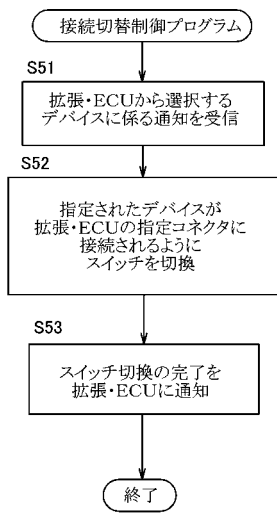 接続切替制御プログラム
S51
拡張・ECUから選択する
デバイスに係る通知を受信
S52
指定されたデバイスが
拡張・ECUの指定コネクタに
接続されるように
スイッチを切換
S53
スイッチ切換の完了を
拡張・ECUに通知
終了